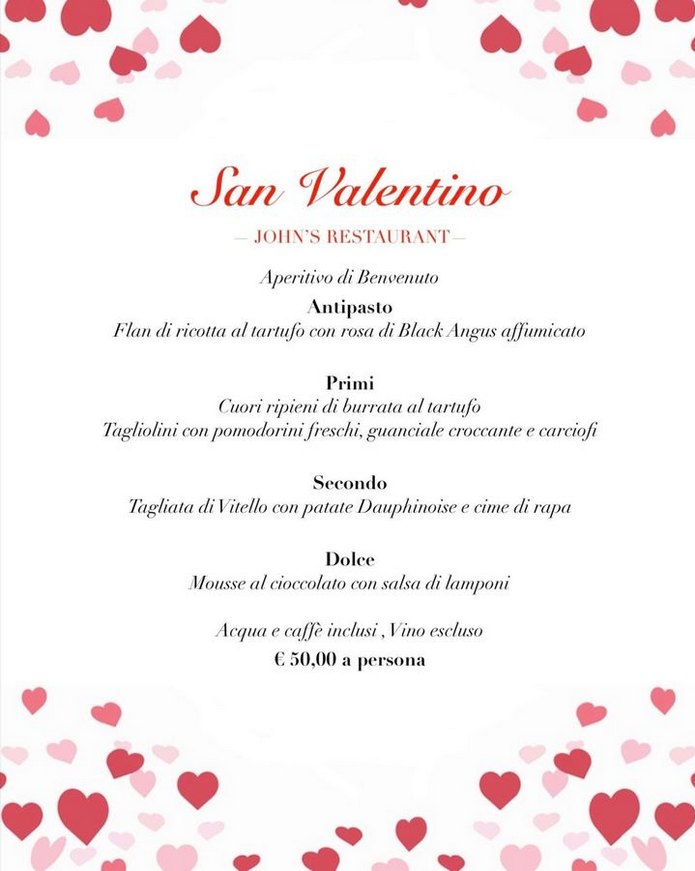 San Valentino
— JOHN'S RESTAURANT —
Aperitivo di Benvenuto
Antipasto
Flan di ricotta al tartufo con rosa di Black Angus affumicato
Primi
Cuori ripieni di burrata al tartufo
Tagliolini con pomodorini freschi, guanciale croccante e carciofi
Secondo
Tagliata di Vitello con patate Dauphinoise e cime di rapa
Dolce
Mousse al cioccolato con salsa di lamponi
Acqua e caffè inclusi , Vino escluso
€ 50,00 a persona